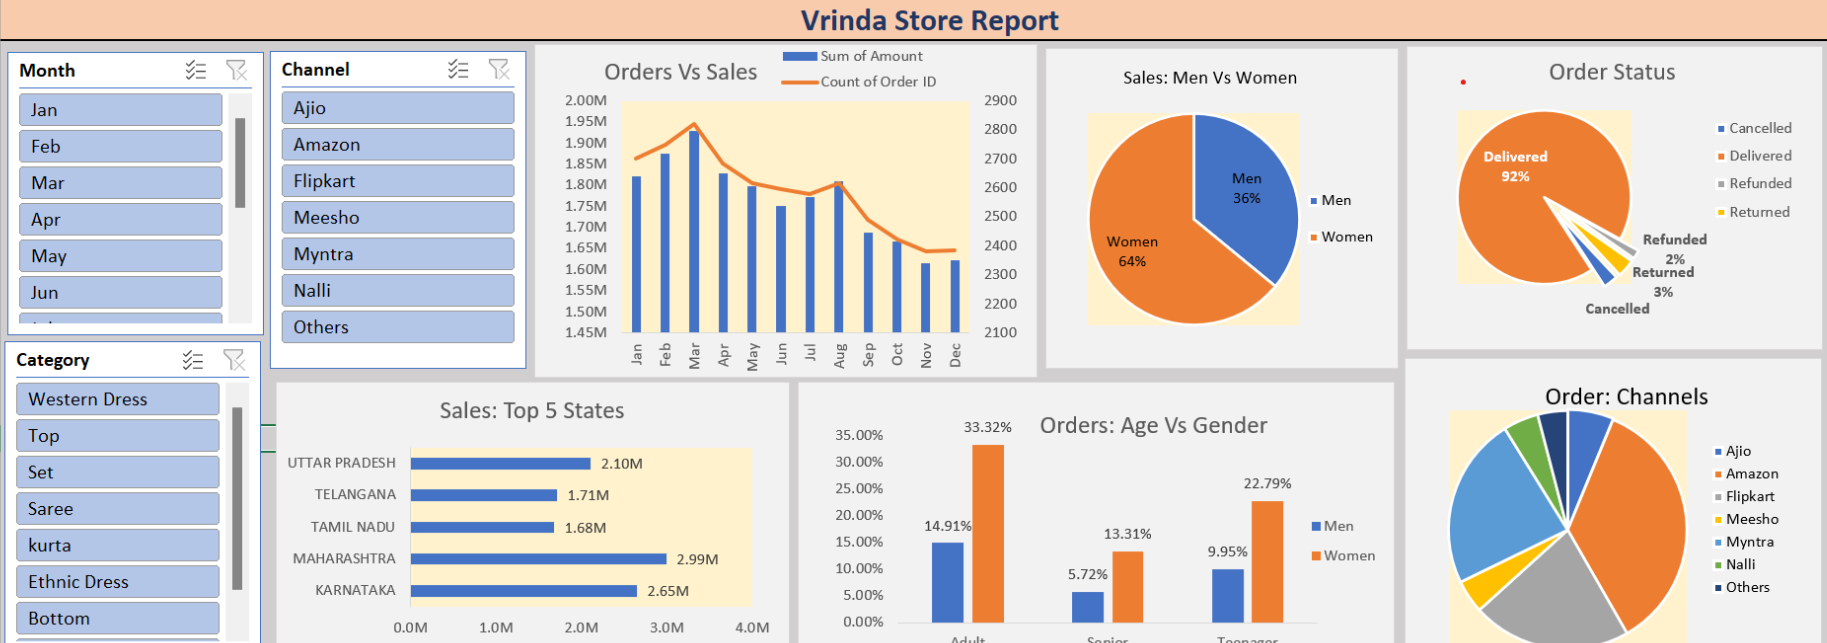 Vrinda Store Report
Month
Jan
Feb
Mar
Apr
May
Jun
Channel
Ajio
Amazon
Flipkart
Meesho
Myntra
Nalli
Others
Category
Western Dress
Top
Set
Saree
kurta
Ethnic Dress
Bottom
Orders Vs Sales
Sum of Amount
Count of Order ID
2.00M
1.95M
1.90M
1.85M
1.80M
1.75M
1.70M
1.65M
1.60M
1.55M
1.50M
1.45M
2900
2800
2700
2600
2500
2400
2300
2200
2100
Jan
Feb
Mar
Apr
May
Jun
Jul
Aug
Sep
Oct
Nov
Dec
Sales: Men Vs Women
Men
36%
Women
64%
Men
Women
Order Status
Delivered
92%
Refunded
2%
Returned
3%
Cancelled
Cancelled
Delivered
Refunded
Returned
Sales: Top 5 States
UTTAR PRADESH 2.10M
TELANGANA 1.71M
TAMIL NADU 1.68M
MAHARASHTRA 2.99M
KARNATAKA 2.65M
0.0M 1.0M 2.0M 3.0M 4.0M
Orders: Age Vs Gender
35.00%
30.00%
25.00%
20.00%
15.00%
10.00%
5.00%
0.00%
14.91%
33.32%
5.72%
13.31%
9.95%
22.79%
Adult Senior Teenager
Men
Women
Order: Channels
Ajio
Amazon
Flipkart
Meesho
Myntra
Nalli
Others